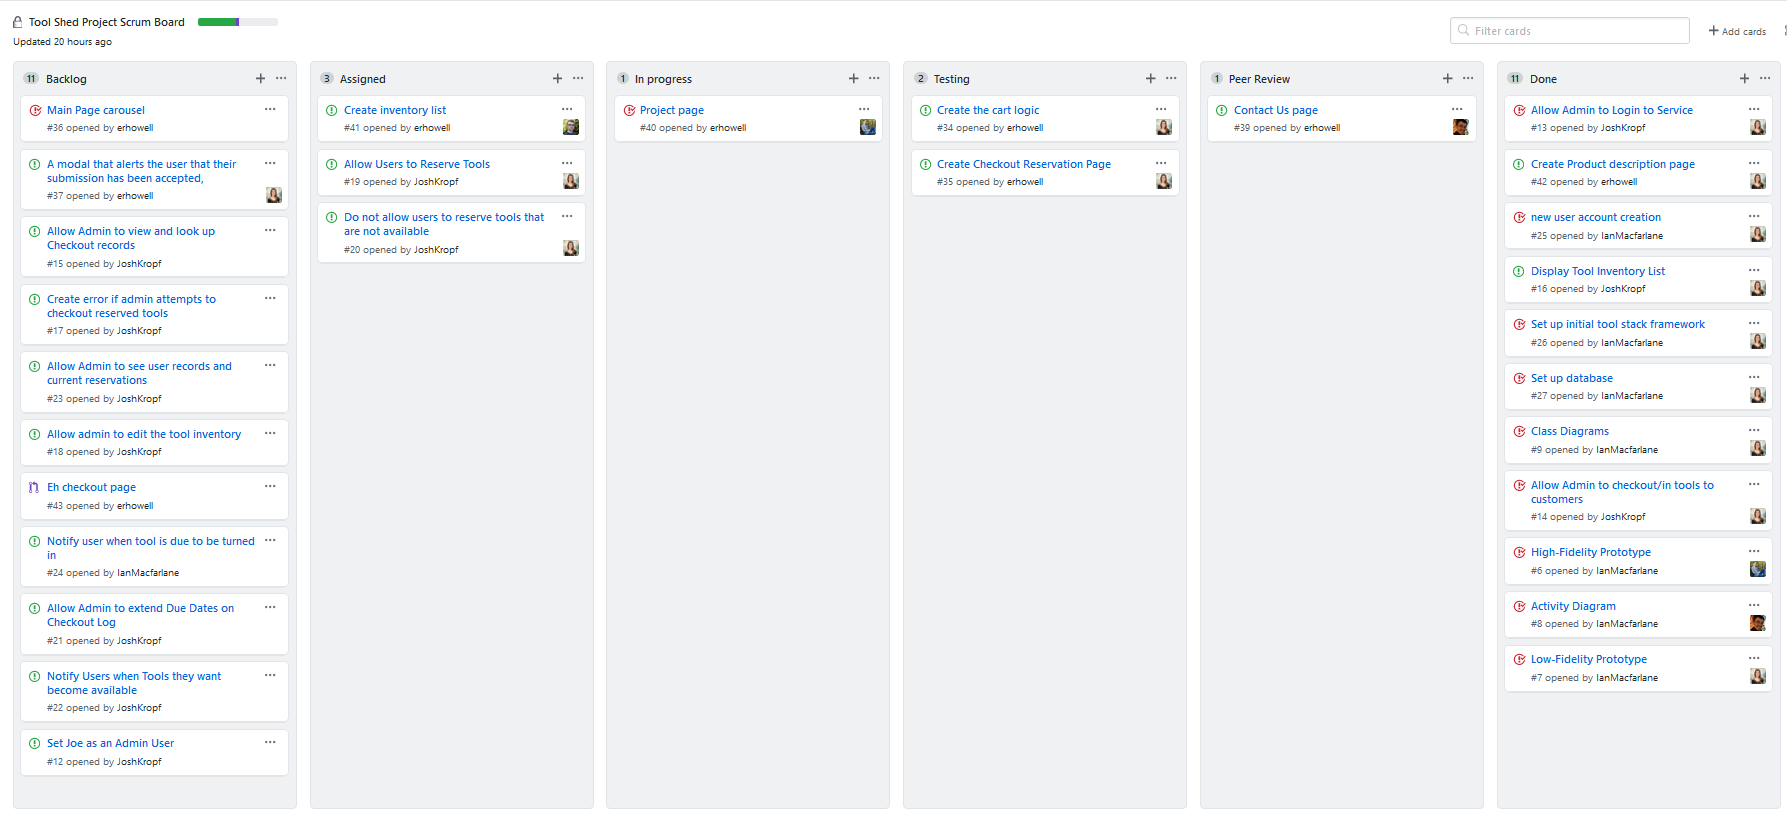 Tool Shed Project Scrum Board
Updated 20 hours ago
Filter cards
Add cards
11 Backlog
Main Page carousel
#36 opened by erhowell
A modal that alerts the user that their
submission has been accepted,
#37 opened by erhowell
Allow Admin to view and look up
Checkout records
#15 opened by JoshKropf
Create error if admin attempts to
checkout reserved tools
#17 opened by JoshKropf
Allow Admin to see user records and
current reservations
#23 opened by JoshKropf
Allow admin to edit the tool inventory
#18 opened by JoshKropf
Eh checkout page
#43 opened by erhowell
Notify user when tool is due to be turned
in
#24 opened by IanMacfarlane
Allow Admin to extend Due Dates on
Checkout Log
#21 opened by JoshKropf
Notify Users when Tools they want
become available
#22 opened by JoshKropf
Set Joe as an Admin User
#12 opened by JoshKropf
3 Assigned
Create inventory list
#41 opened by erhowell
Allow Users to Reserve Tools
#19 opened by JoshKropf
Do not allow users to reserve tools that
are not available
#20 opened by JoshKropf
1 In progress
Project page
#40 opened by erhowell
2 Testing
Create the cart logic
#34 opened by erhowell
Create Checkout Reservation Page
#35 opened by erhowell
1 Peer Review
Contact Us page
#39 opened by erhowell
11 Done
Allow Admin to Login to Service
#13 opened by JoshKropf
Create Product description page
#42 opened by erhowell
new user account creation
#25 opened by IanMacfarlane
Display Tool Inventory List
#16 opened by JoshKropf
Set up initial tool stack framework
#26 opened by IanMacfarlane
Set up database
#27 opened by IanMacfarlane
Class Diagrams
#9 opened by IanMacfarlane
Allow Admin to checkout/in tools to
customers
#14 opened by JoshKropf
High-Fidelity Prototype
#6 opened by IanMacfarlane
Activity Diagram
#8 opened by IanMacfarlane
Low-Fidelity Prototype
#7 opened by IanMacfarlane